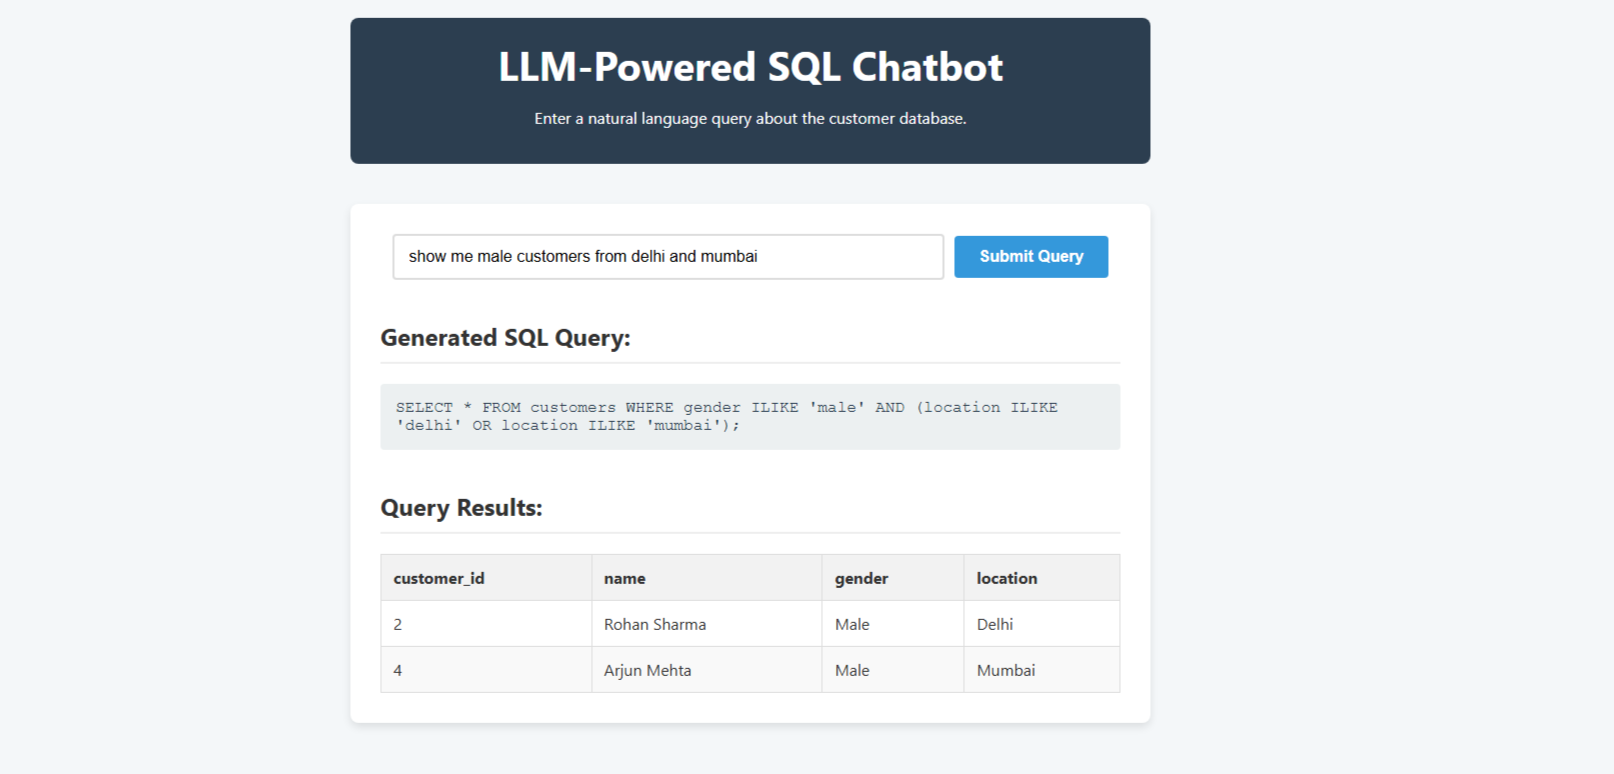 LLM-Powered SQL Chatbot
Enter a natural language query about the customer database.
show me male customers from delhi and mumbai
Submit Query
Generated SQL Query:
SELECT * FROM customers WHERE gender ILIKE 'male' AND (location ILIKE
'delhi' OR location ILIKE 'mumbai');
Query Results:
customer_id name gender location
2 Rohan Sharma Male Delhi
4 Arjun Mehta Male Mumbai